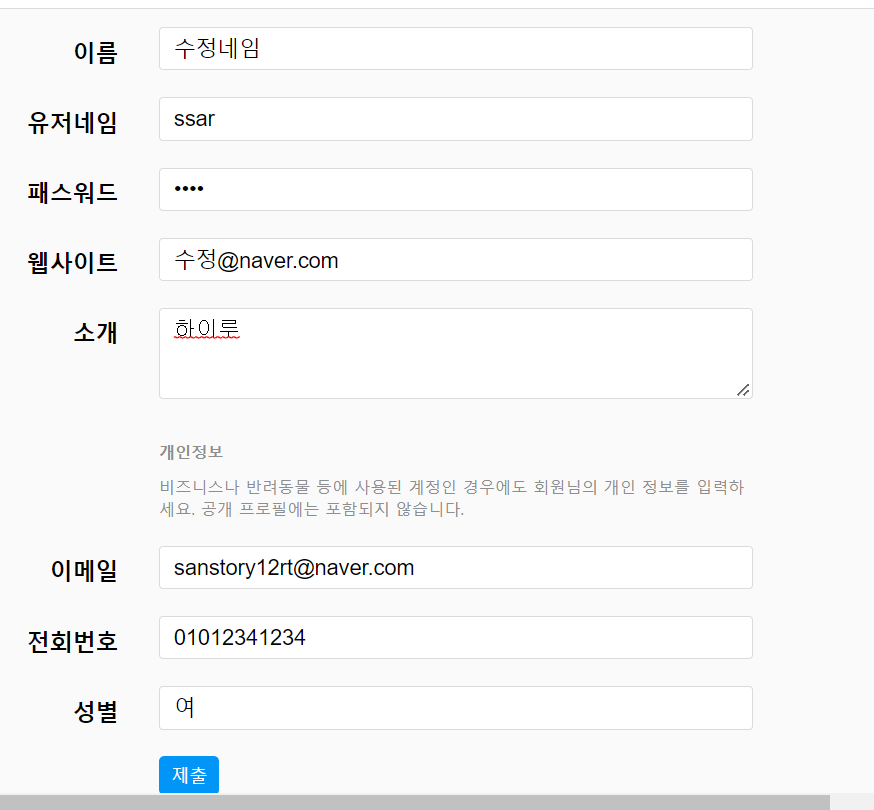 이름 수정네임
유저네임 ssar
패스워드 ••••
웹사이트 수정@naver.com
소개 하이루
개인정보
비즈니스나 반려동물 등에 사용된 계정인 경우에도 회원님의 개인 정보를 입력하
세요. 공개 프로필에는 포함되지 않습니다.
이메일 sanstory12rt@naver.com
전화번호 01012341234
성별 여
제출